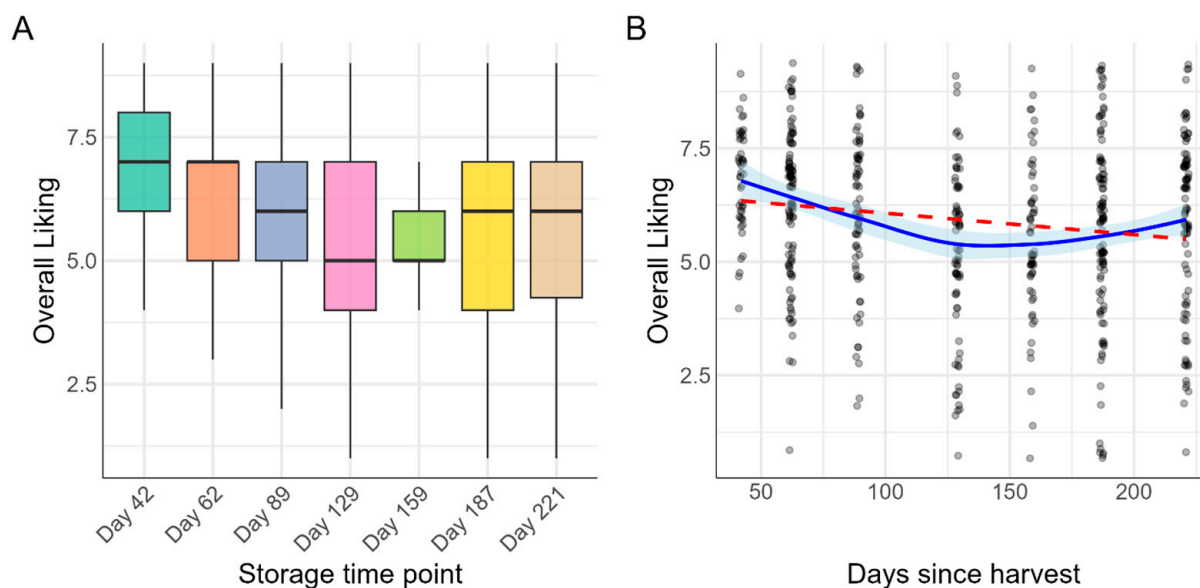 A
Overall Liking
7.5
5.0
2.5
Day 42
Day 62
Day 89
Day 129
Day 159
Day 187
Day 221
Storage time point
B
Overall Liking
7.5
5.0
2.5
50
100
150
200
Days since harvest